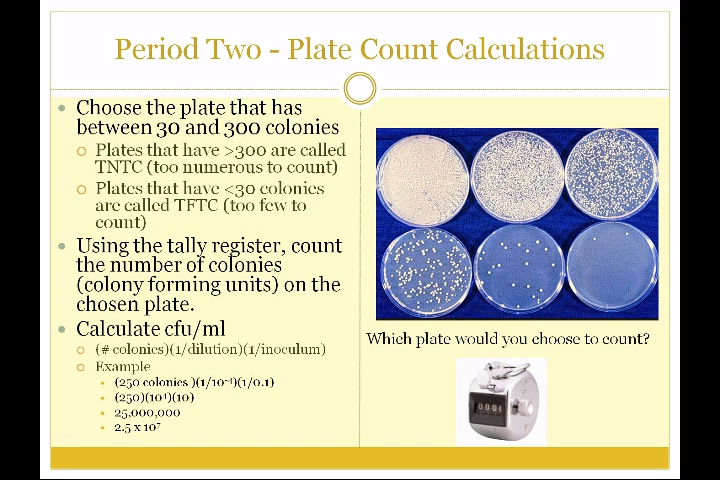 Period Two - Plate Count Calculations
Choose the plate that has
between 30 and 300 colonies
Plates that have >300 are called
TNTC (too numerous to count)
Plates that have <30 colonies
are called TFTC (too few to
count)
Using the tally register, count
the number of colonies
(colony forming units) on the
chosen plate.
Calculate cfu/ml
(# colonies)(1/dilution)(1/inoculum)
Example
(250 colonies )(1/10⁻⁴)(1/0.1)
(250)(10⁴)(10)
25,000,000
2.5 x 10⁷
Which plate would you choose to count?